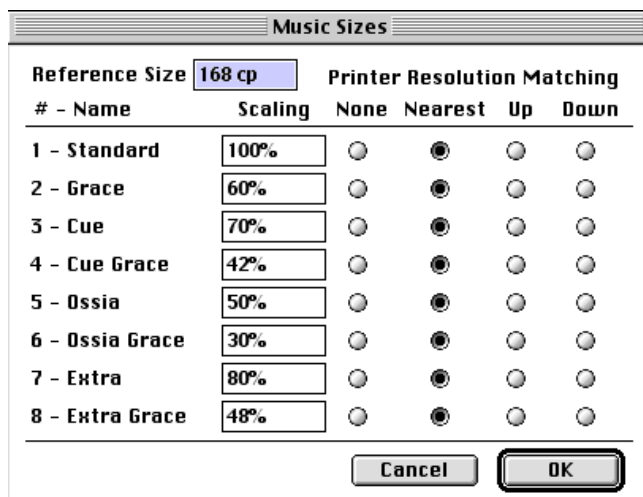 Music Sizes
Reference Size 168 cp Printer Resolution Matching
# - Name Scaling None Nearest Up Down
1 - Standard 100%
2 - Grace 60%
3 - Cue 70%
4 - Cue Grace 42%
5 - Ossia 50%
6 - Ossia Grace 30%
7 - Extra 80%
8 - Extra Grace 48%
Cancel OK